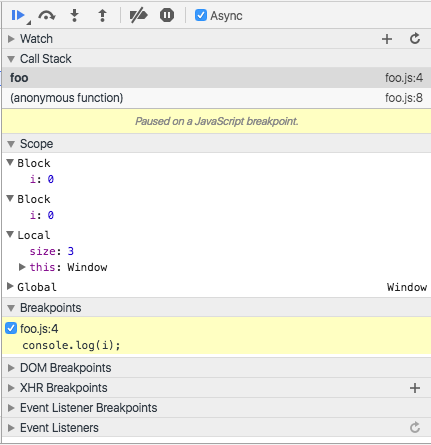 Async
Watch
Call Stack
foo foo.js:4
(anonymous function) foo.js:8
Paused on a JavaScript breakpoint.
Scope
Block
i: 0
Block
i: 0
Local
size: 3
this: Window
Global Window
Breakpoints
foo.js:4
console.log(i);
DOM Breakpoints
XHR Breakpoints
Event Listener Breakpoints
Event Listeners